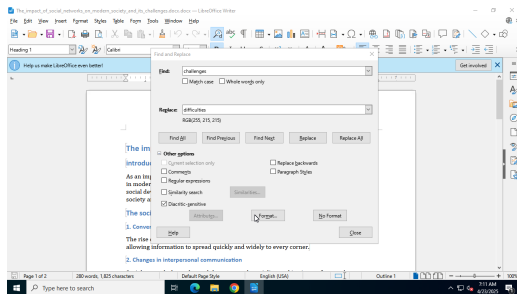 The_impact_of_social_networks_on_modern_society_and_its_challenges.docx.docx — LibreOffice Writer
File Edit View Insert Format Styles Table Form Tools Window Help
Heading 1
Calibri
Help us make LibreOffice even better!
Get involved
Find and Replace
Find:
challenges
Match case
Whole words only
Replace:
difficulties
RGB(255, 215, 215)
Find All
Find Previous
Find Next
Replace
Replace All
Other options
Current selection only
Replace backwards
Comments
Paragraph Styles
Regular expressions
Similarity search
Similarities...
Diacritic-sensitive
Attributes...
Format...
No Format
Help
Close
The im
introdu
As an imp
in modern
social dev
society a
The soci
1. Conver
The rise
allowing information to spread quickly and widely to every corner.
2. Changes in interpersonal communication
Page 1 of 2
280 words, 1,825 characters
Default Page Style
English (USA)
Outline 1
100%
Type here to search
7:11 AM
4/23/2025